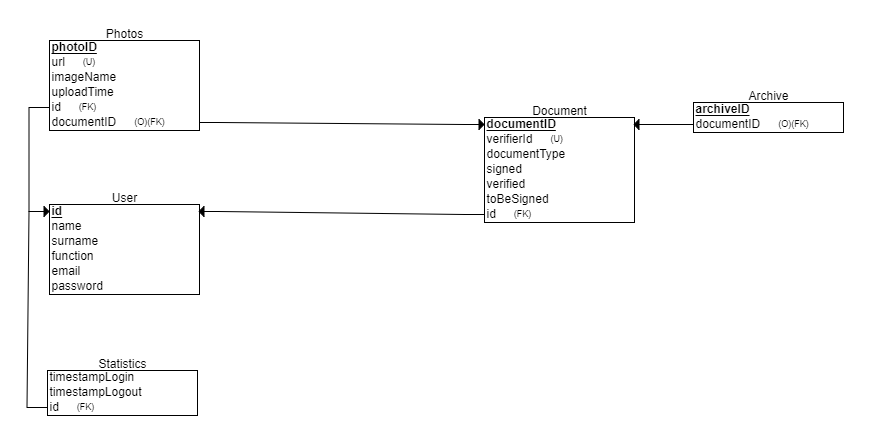 Photos
photoID
url (U)
imageName
uploadTime
id (FK)
documentID (O)(FK)
Document
documentID
verifierId (U)
documentType
signed
verified
toBeSigned
id (FK)
Archive
archiveID
documentID (O)(FK)
User
id
name
surname
function
email
password
Statistics
timestampLogin
timestampLogout
id (FK)